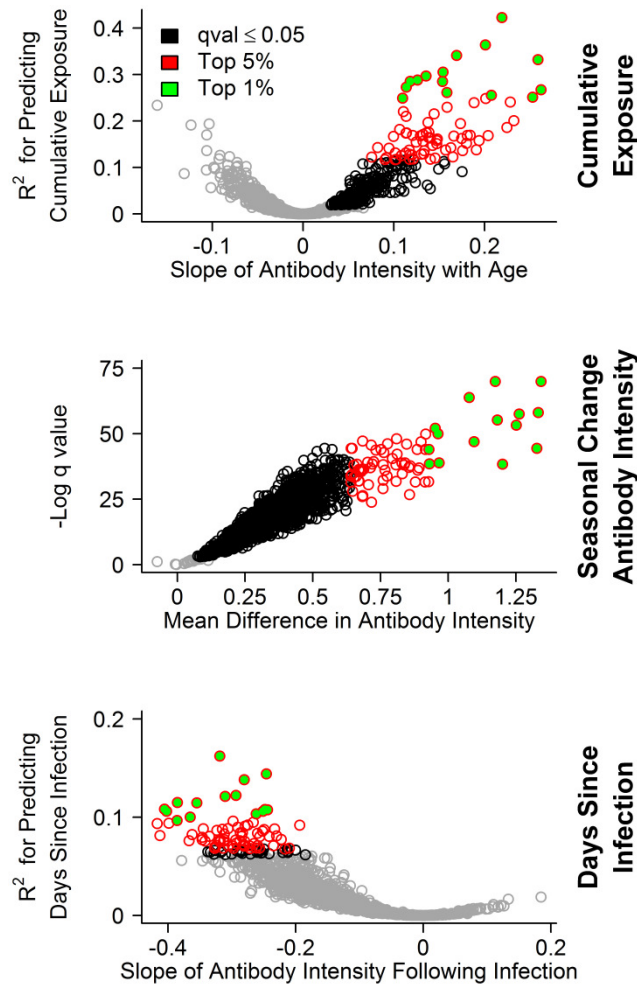 R² for Predicting
Cumulative Exposure
0.4
0.3
0.2
0.1
0
qval ≤ 0.05
Top 5%
Top 1%
-0.1 0 0.1 0.2
Slope of Antibody Intensity with Age
Cumulative
Exposure
-Log q value
75
50
25
0
0 0.25 0.5 0.75 1 1.25
Mean Difference in Antibody Intensity
Seasonal Change
Antibody Intensity
R² for Predicting
Days Since Infection
0.2
0.1
0
-0.4 -0.2 0 0.2
Slope of Antibody Intensity Following Infection
Days Since
Infection